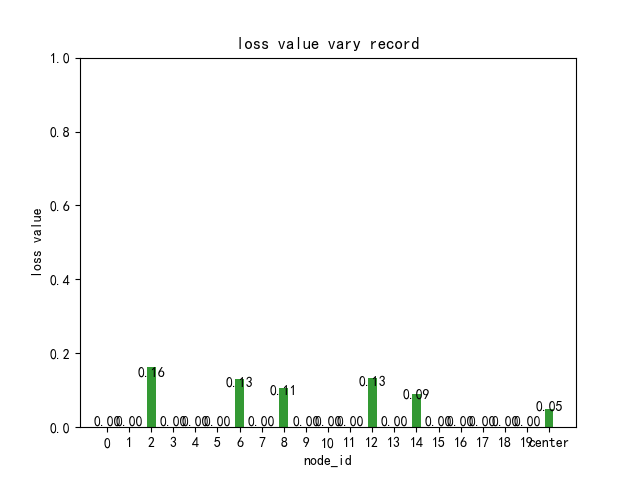 loss value vary record
1.0
0.8
0.6
0.4
0.2
0.0
loss value
0.00 0.00 0.16 0.00 0.00 0.00 0.13 0.00 0.11 0.00 0.00 0.00 0.13 0.00 0.09 0.00 0.00 0.00 0.00 0.00 0.05
0 1 2 3 4 5 6 7 8 9 10 11 12 13 14 15 16 17 18 19 center
node_id